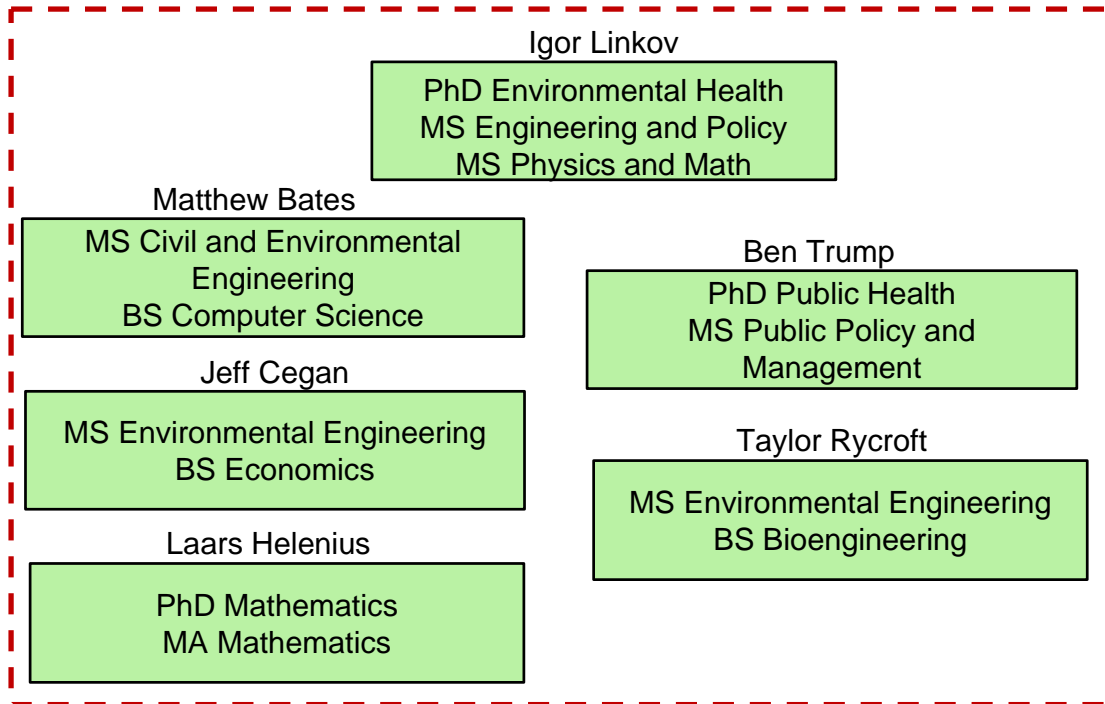 Igor Linkov
PhD Environmental Health
MS Engineering and Policy
MS Physics and Math
Matthew Bates
MS Civil and Environmental
Engineering
BS Computer Science
Ben Trump
PhD Public Health
MS Public Policy and
Management
Jeff Cegan
MS Environmental Engineering
BS Economics
Taylor Rycroft
MS Environmental Engineering
BS Bioengineering
Laars Helenius
PhD Mathematics
MA Mathematics